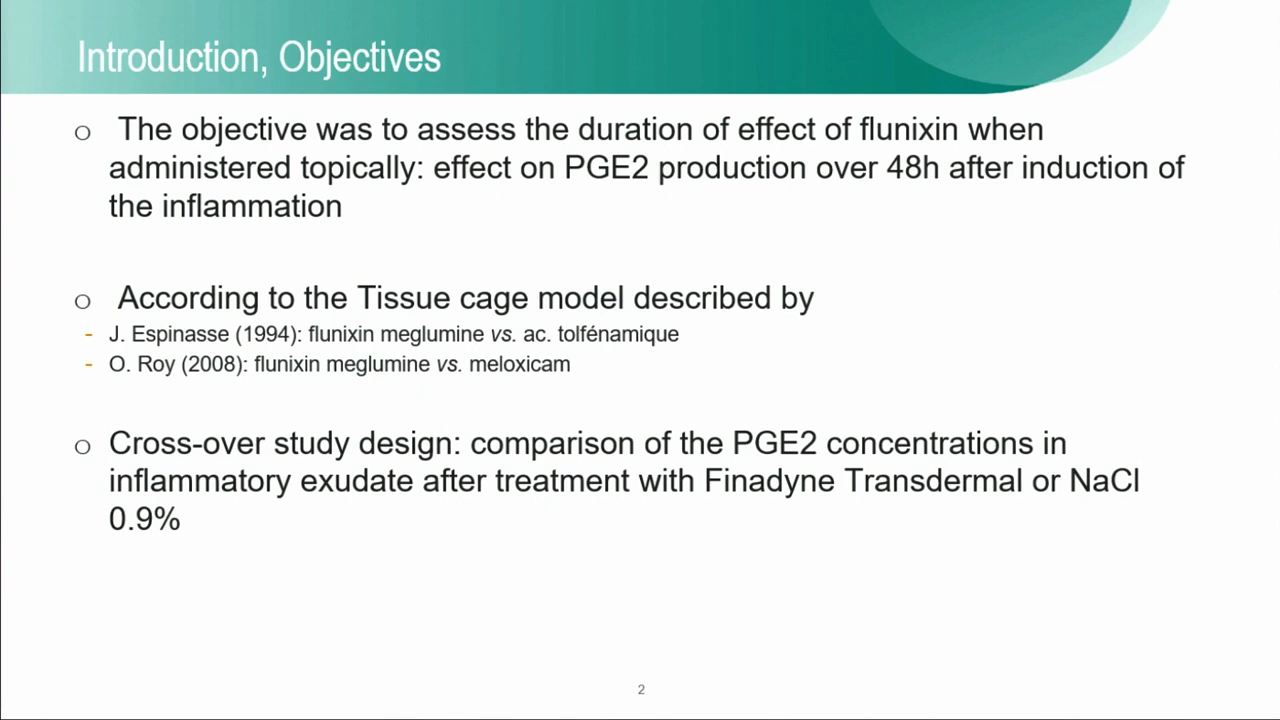 Introduction, Objectives
o The objective was to assess the duration of effect of flunixin when
administered topically: effect on PGE2 production over 48h after induction of
the inflammation
o According to the Tissue cage model described by
- J. Espinasse (1994): flunixin meglumine vs. ac. tolfénamique
- O. Roy (2008): flunixin meglumine vs. meloxicam
o Cross-over study design: comparison of the PGE2 concentrations in
inflammatory exudate after treatment with Finadyne Transdermal or NaCl
0.9%
2